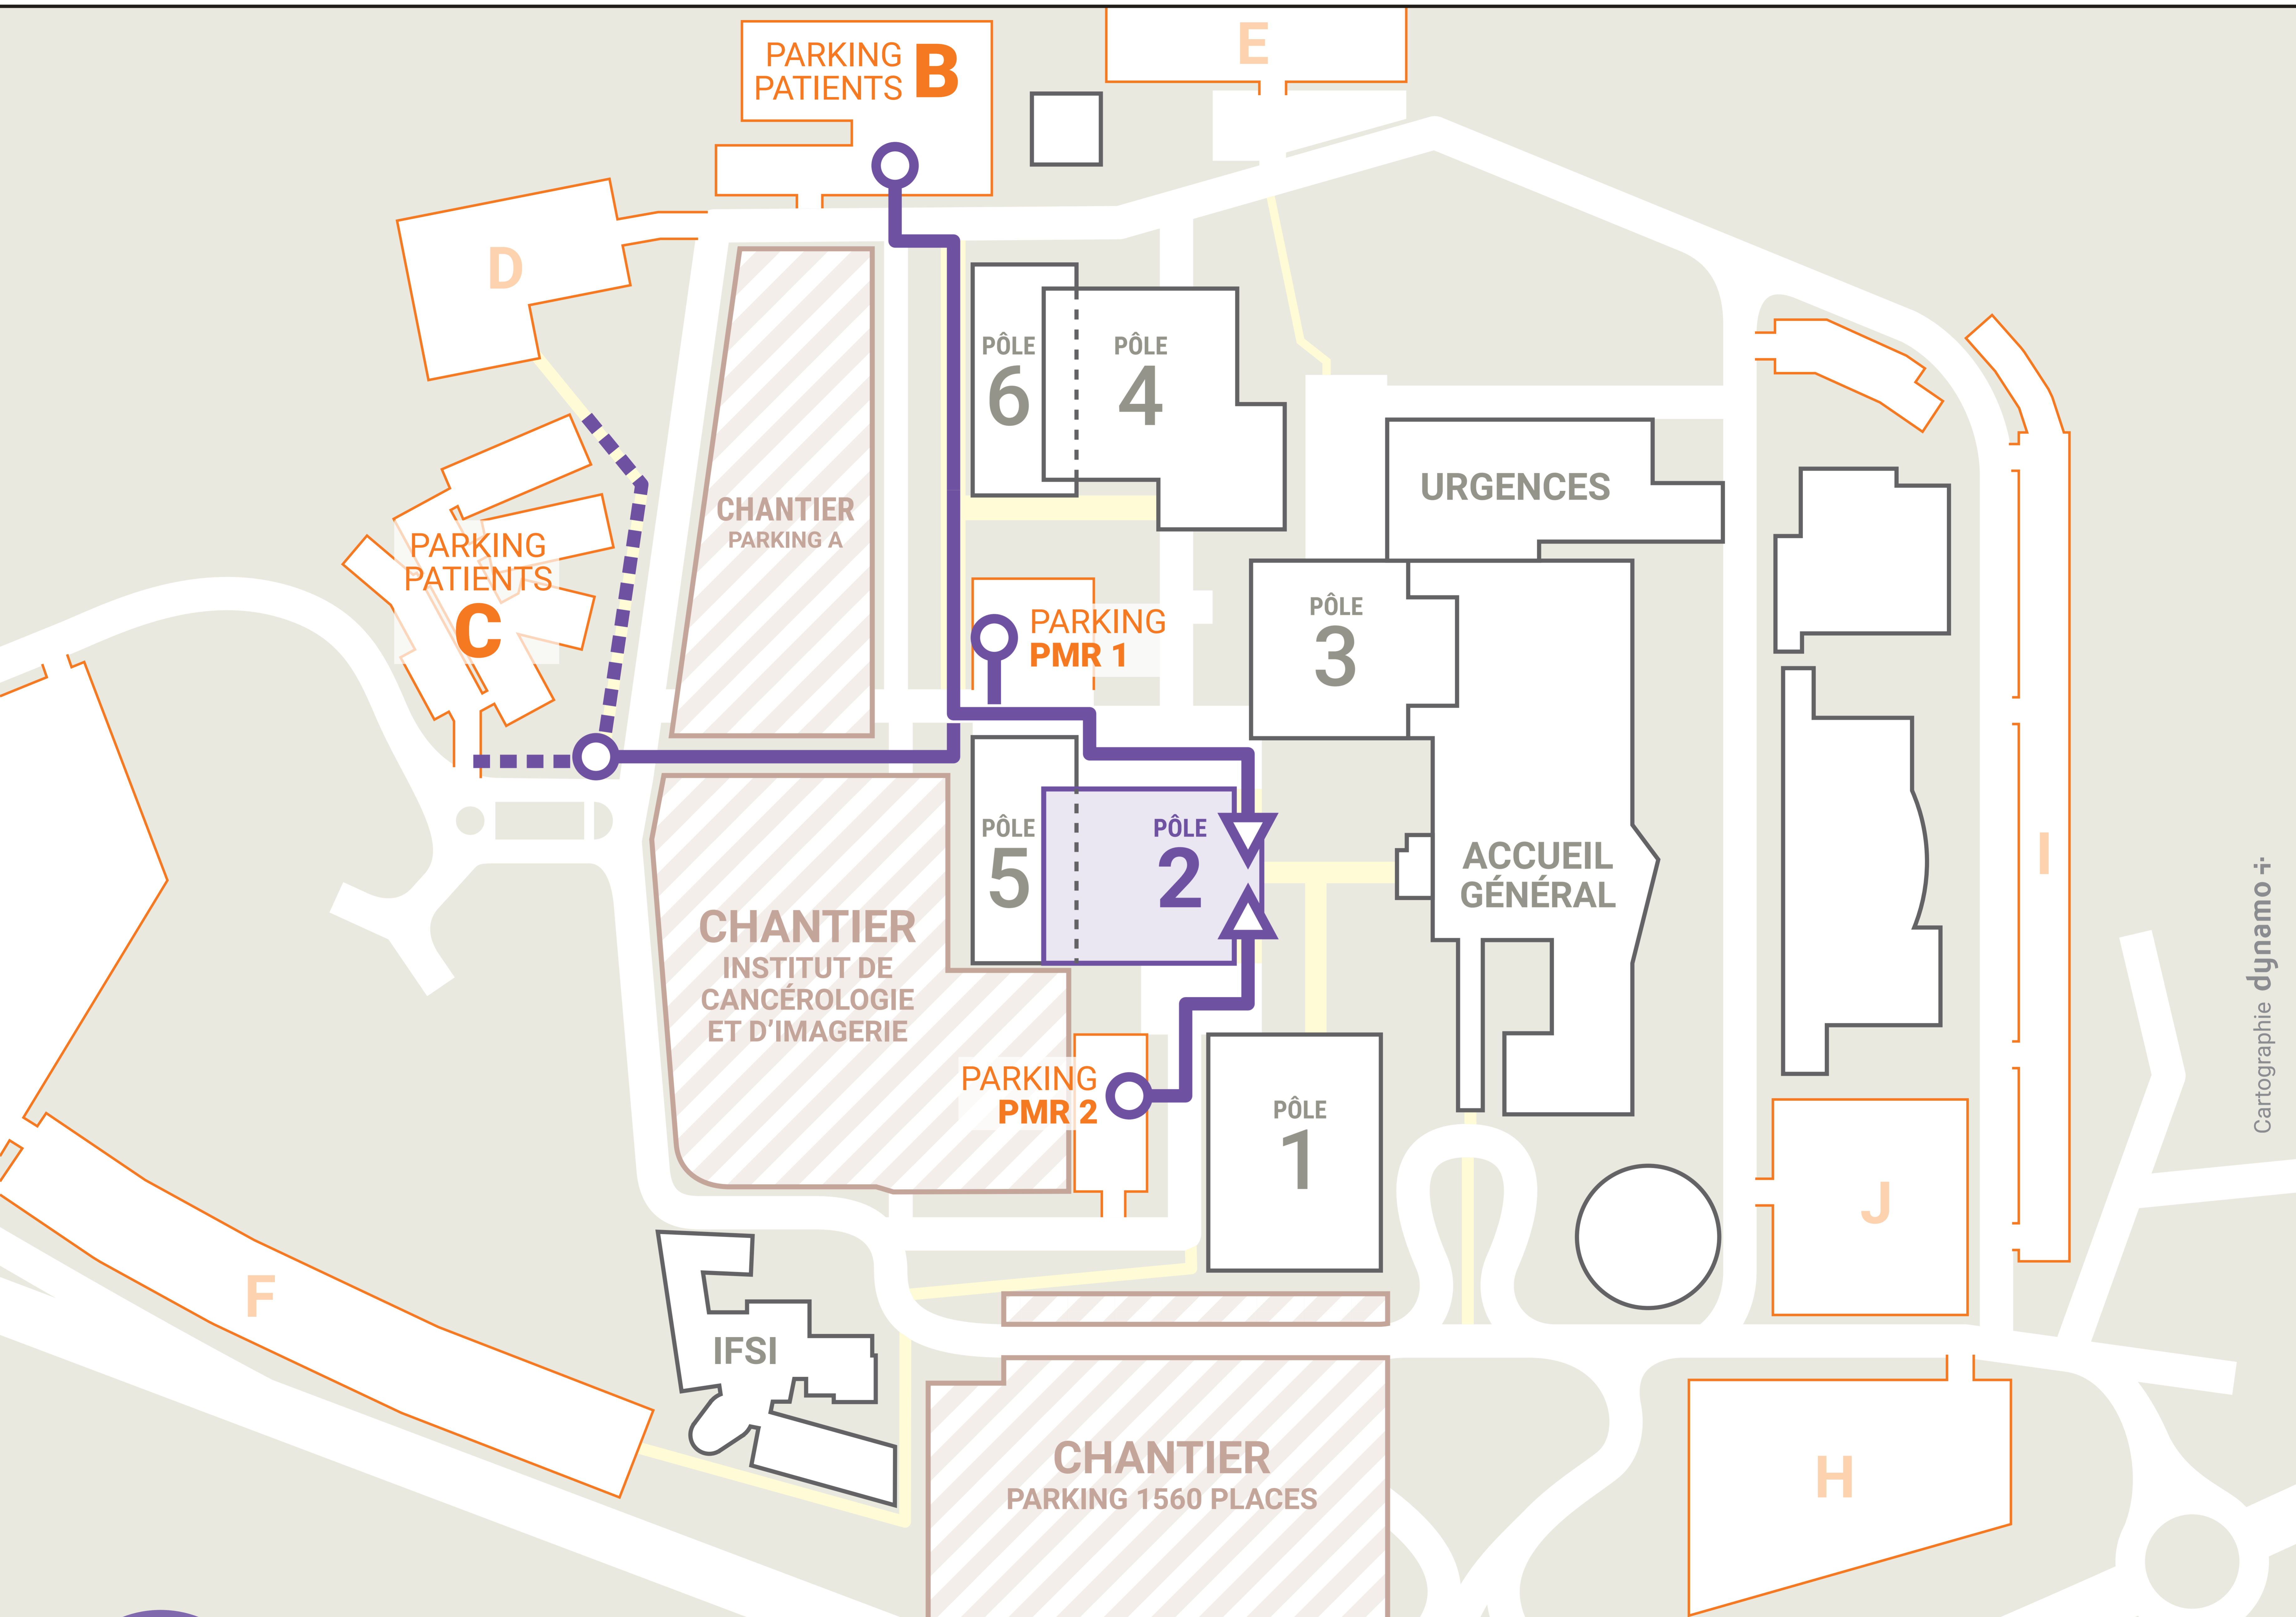 PARKING
PATIENTS B
E
D
PÔLE
6
PÔLE
4
CHANTIER
PARKING A
URGENCES
PARKING
PATIENTS
C
PARKING
PMR 1
PÔLE
3
PÔLE
5
PÔLE
2
ACCUEIL
GÉNÉRAL
I
CHANTIER
INSTITUT DE
CANCÉROLOGIE
ET D'IMAGERIE
PARKING
PMR 2
PÔLE
1
J
F
IFSI
CHANTIER
PARKING 1560 PLACES
H
Cartographie dynamo